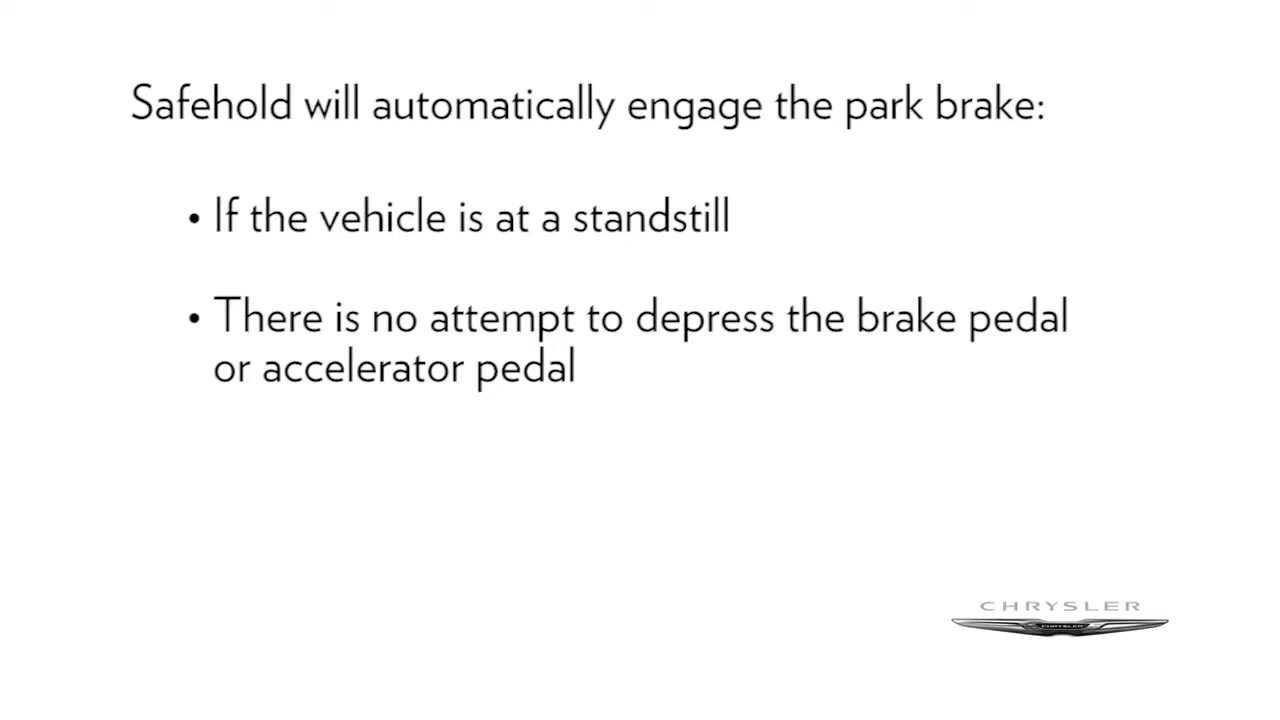 Safehold will automatically engage the park brake:
• If the vehicle is at a standstill
• There is no attempt to depress the brake pedal
or accelerator pedal
CHRYSLER
CHRYSLER